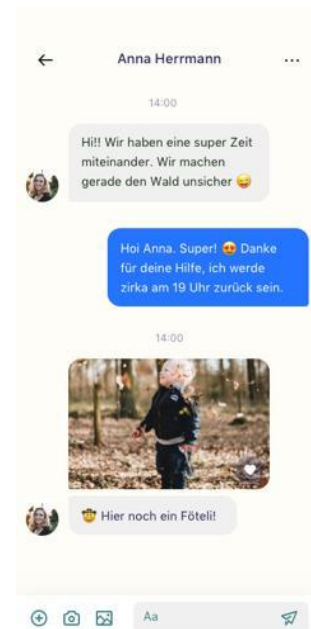 Anna Herrmann
14:00
Hi!! Wir haben eine super Zeit
miteinander. Wir machen
gerade den Wald unsicher 😜
Hoi Anna. Super! 😍 Danke
für deine Hilfe, ich werde
zirka am 19 Uhr zurück sein.
14:00
🤠 Hier noch ein Föteli!
Aa